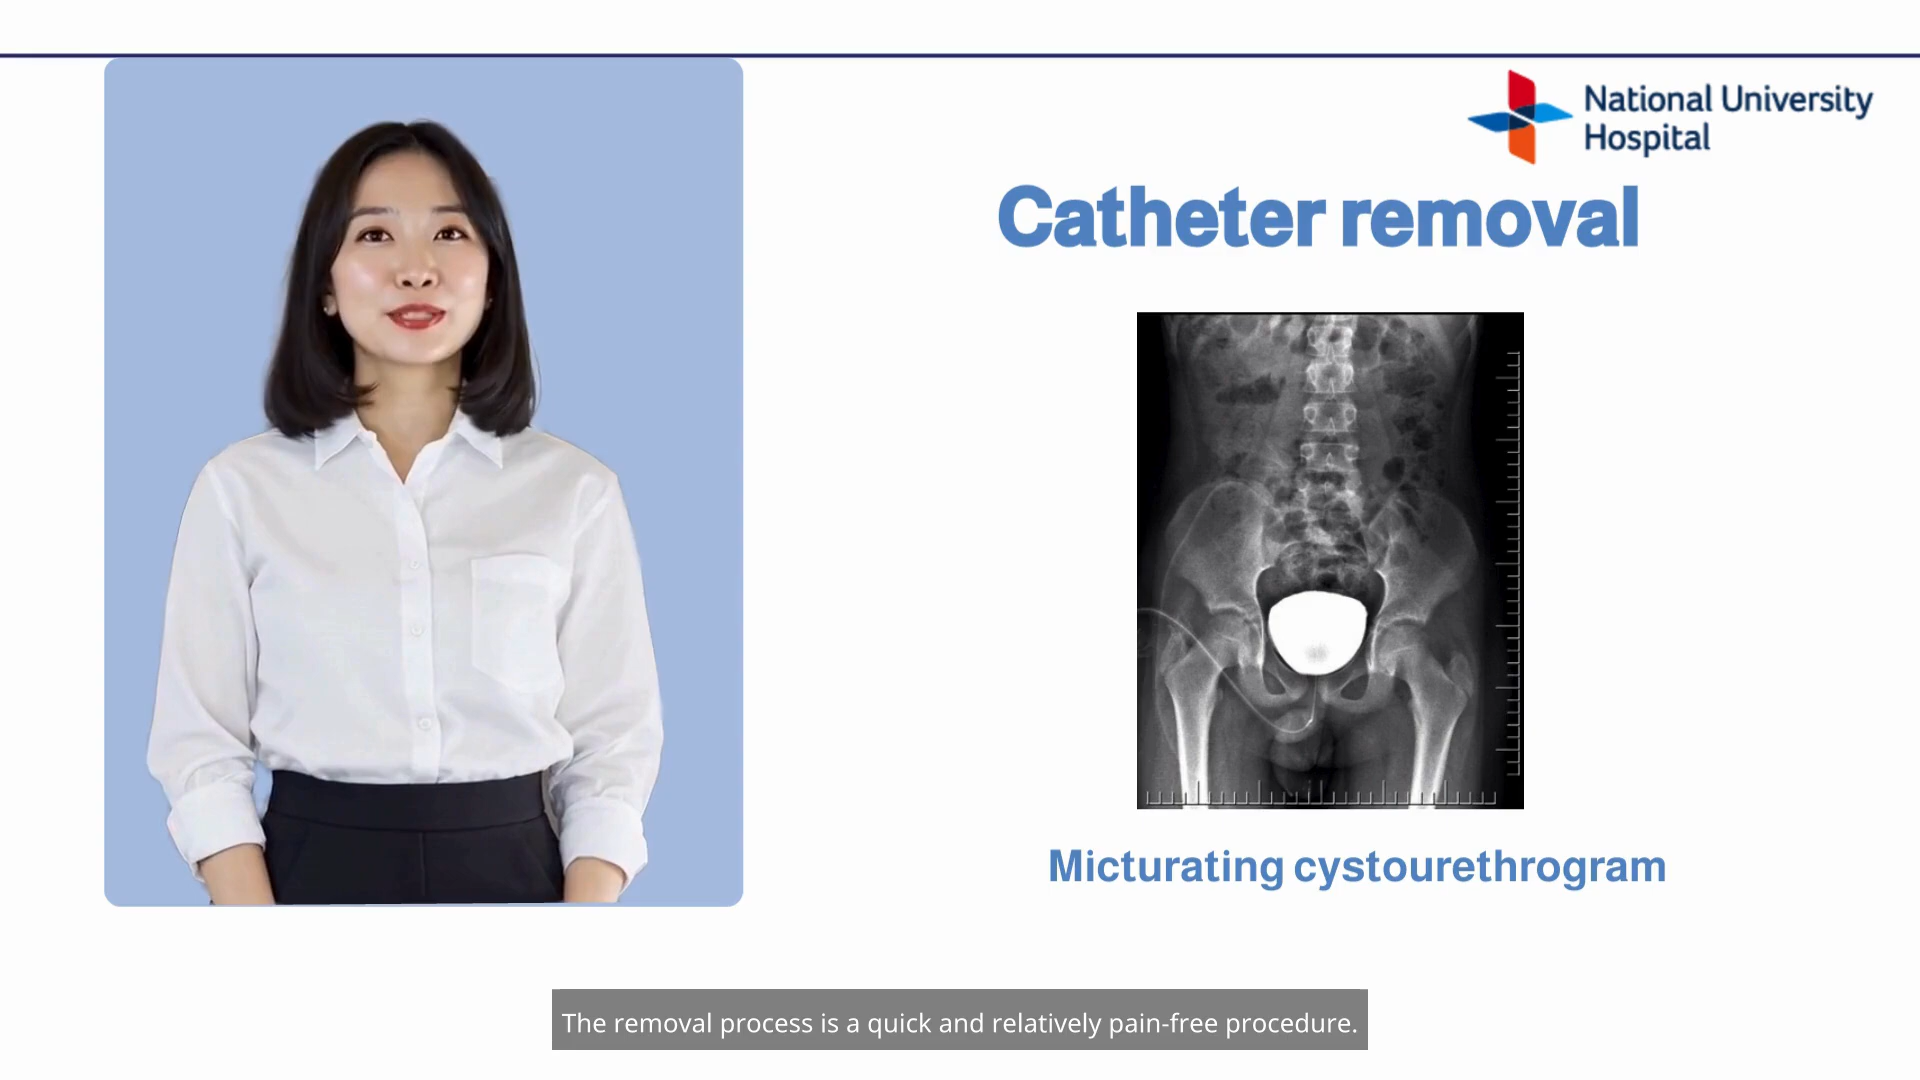 National University
Hospital
Catheter removal
Micturating cystourethrogram
The removal process is a quick and relatively pain-free procedure.